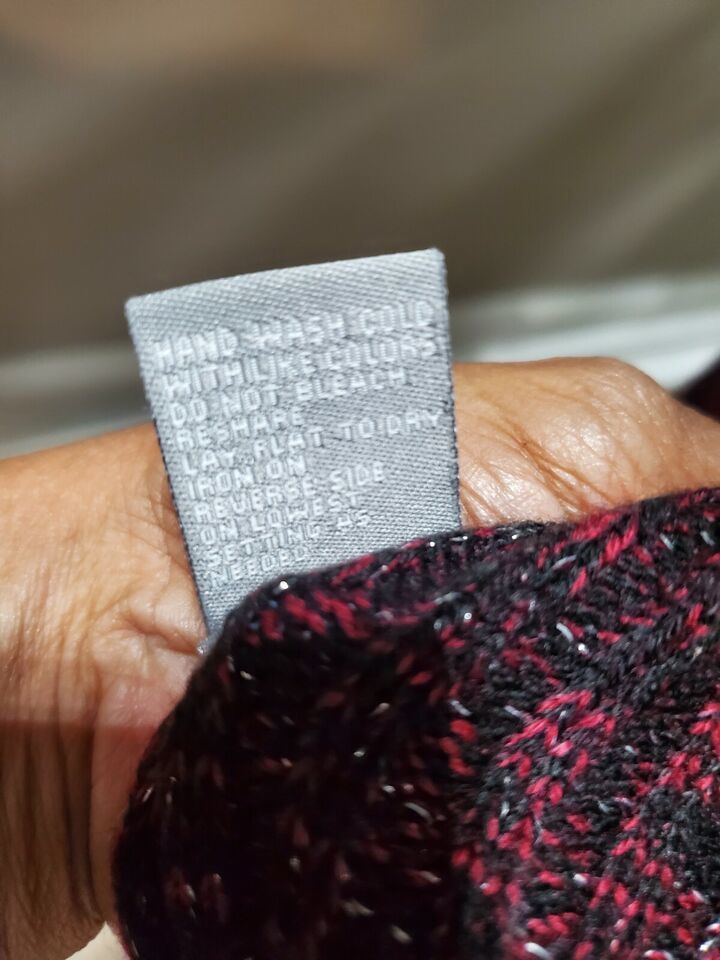 HAND WASH COLD
WITH LIKE COLORS
DO NOT BLEACH
RESHAPE
LAY FLAT TO DRY
IRON ON
REVERSE SIDE
ON LOWEST
SETTING AS
NEEDED